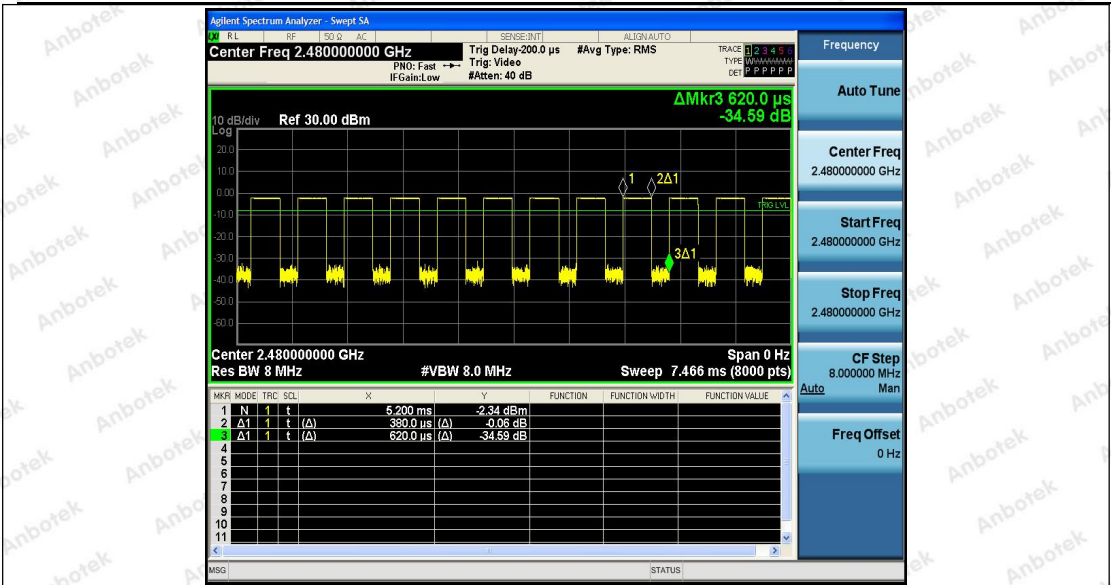 Agilent Spectrum Analyzer - Swept SA
LXI RL RF 50 Ω AC SENSE:INT ALIGNAUTO
Center Freq 2.480000000 GHz
PNO: Fast
IFGain:Low
Trig Delay-200.0 µs #Avg Type: RMS
Trig: Video
#Atten: 40 dB
TRACE 1 2 3 4 5 6
TYPE
DET P P P P P P
ΔMkr3 620.0 µs
-34.59 dB
10 dB/div Ref 30.00 dBm
Log
20.0
10.0
0.00
-10.0
-20.0
-30.0
-40.0
-50.0
-60.0
1
2Δ1
TRIG LVL
3Δ1
Center 2.480000000 GHz Span 0 Hz
Res BW 8 MHz #VBW 8.0 MHz Sweep 7.466 ms (8000 pts)
MKR MODE TRC SCL X Y FUNCTION FUNCTION WIDTH FUNCTION VALUE
1 N 1 t 5.200 ms -2.34 dBm
2 Δ1 1 t (Δ) 380.0 µs (Δ) -0.06 dB
3 Δ1 1 t (Δ) 620.0 µs (Δ) -34.59 dB
4
5
6
7
8
9
10
11
MSG STATUS
Frequency
Auto Tune
Center Freq
2.480000000 GHz
Start Freq
2.480000000 GHz
Stop Freq
2.480000000 GHz
CF Step
8.000000 MHz
Auto Man
Freq Offset
0 Hz
Anbotek